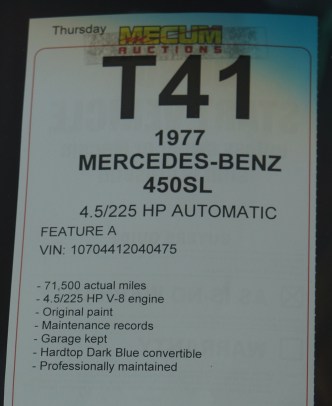 Thursday
MECUM
AUCTIONS
T41
1977
MERCEDES-BENZ
450SL
4.5/225 HP AUTOMATIC
FEATURE A
VIN: 10704412040475
- 71,500 actual miles
- 4.5/225 HP V-8 engine
- Original paint
- Maintenance records
- Garage kept
- Hardtop Dark Blue convertible
- Professionally maintained